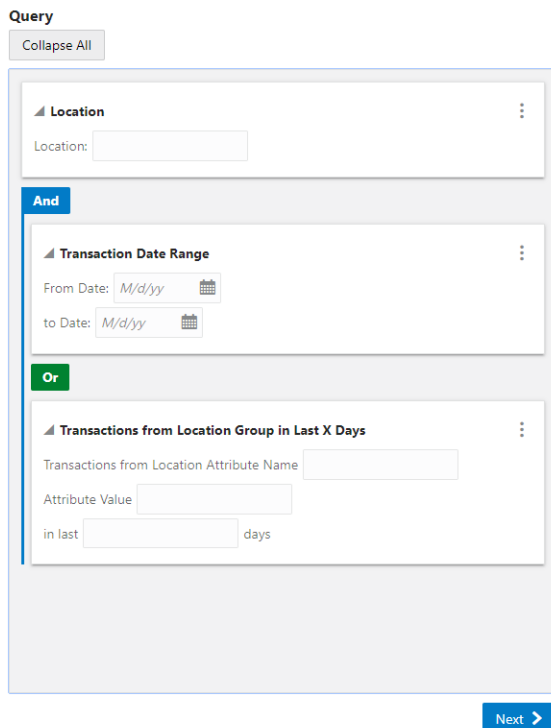 Query
Collapse All
Location
Location:
And
Transaction Date Range
From Date: M/d/yy
to Date: M/d/yy
Or
Transactions from Location Group in Last X Days
Transactions from Location Attribute Name
Attribute Value
in last days
Next